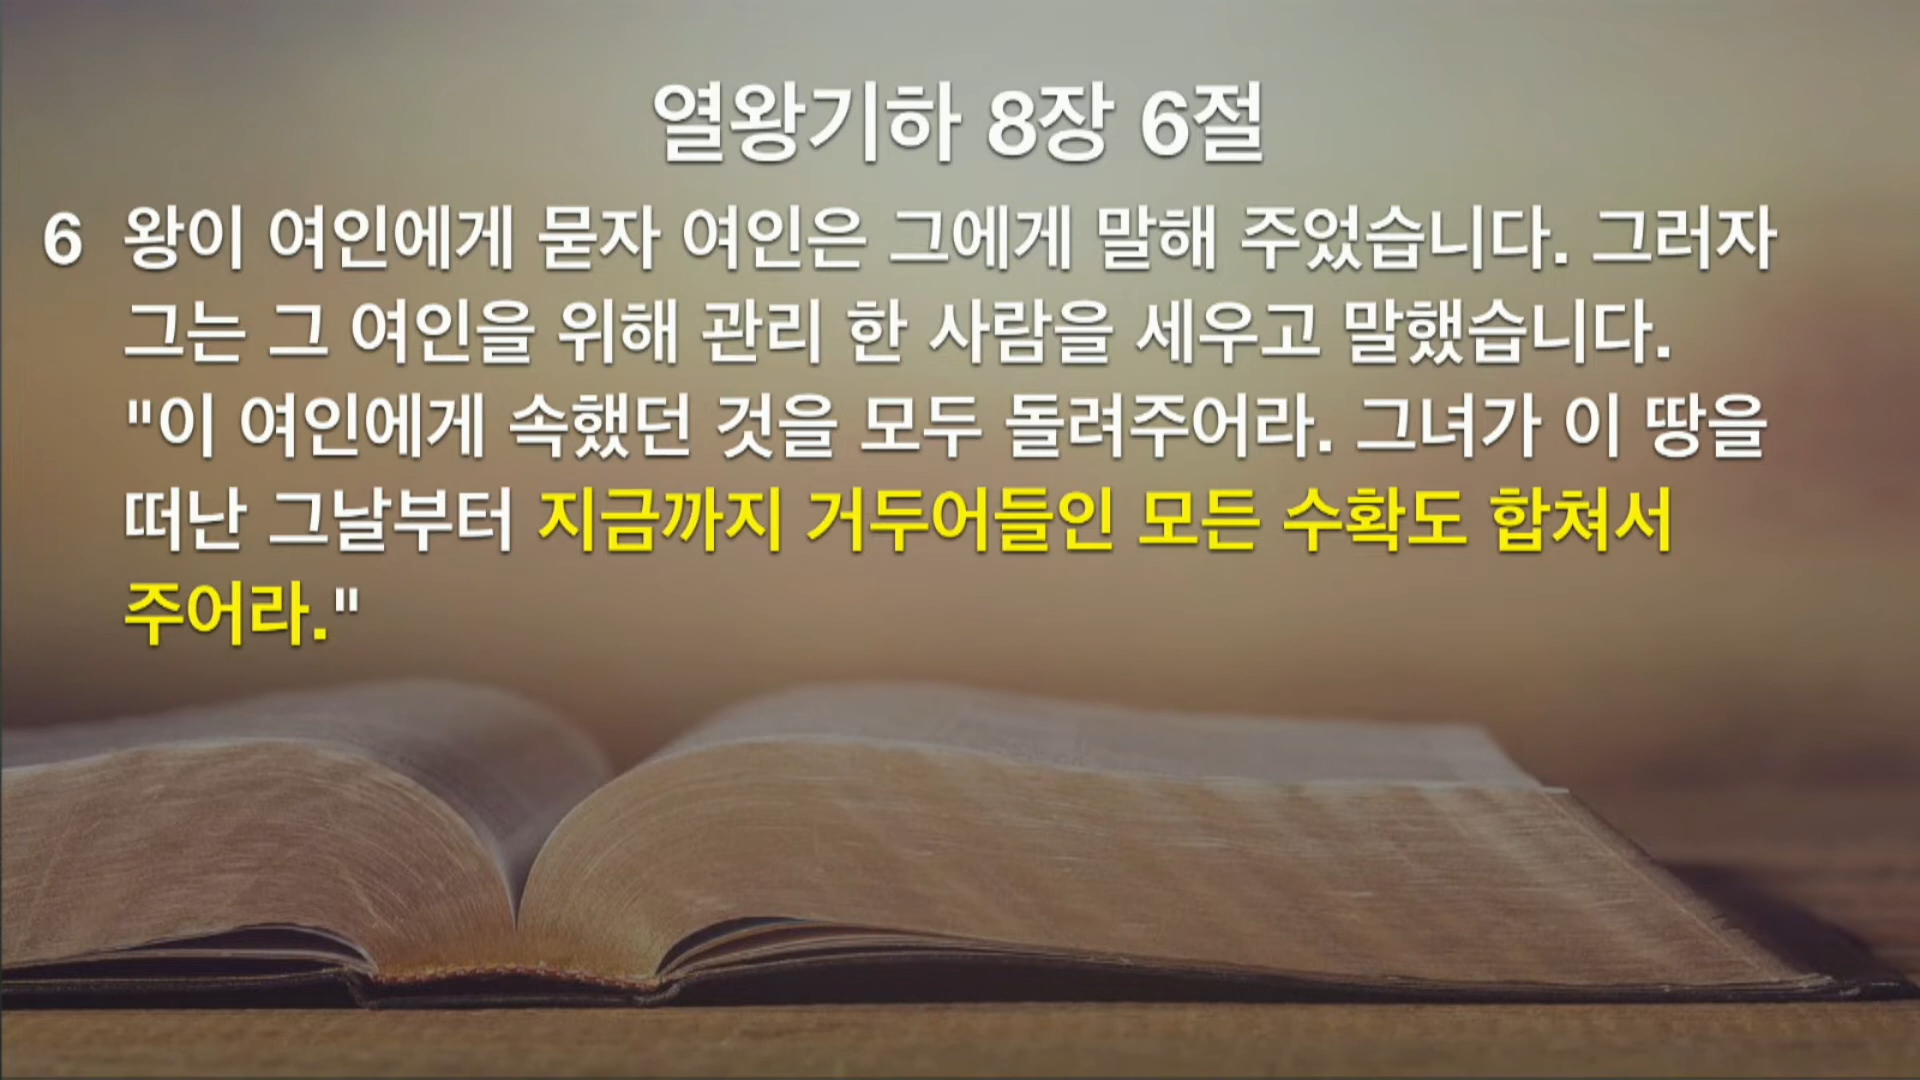 열왕기하 8장 6절
6 왕이 여인에게 묻자 여인은 그에게 말해 주었습니다. 그러자
그는 그 여인을 위해 관리 한 사람을 세우고 말했습니다.
"이 여인에게 속했던 것을 모두 돌려주어라. 그녀가 이 땅을
떠난 그날부터 지금까지 거두어들인 모든 수확도 합쳐서
주어라."